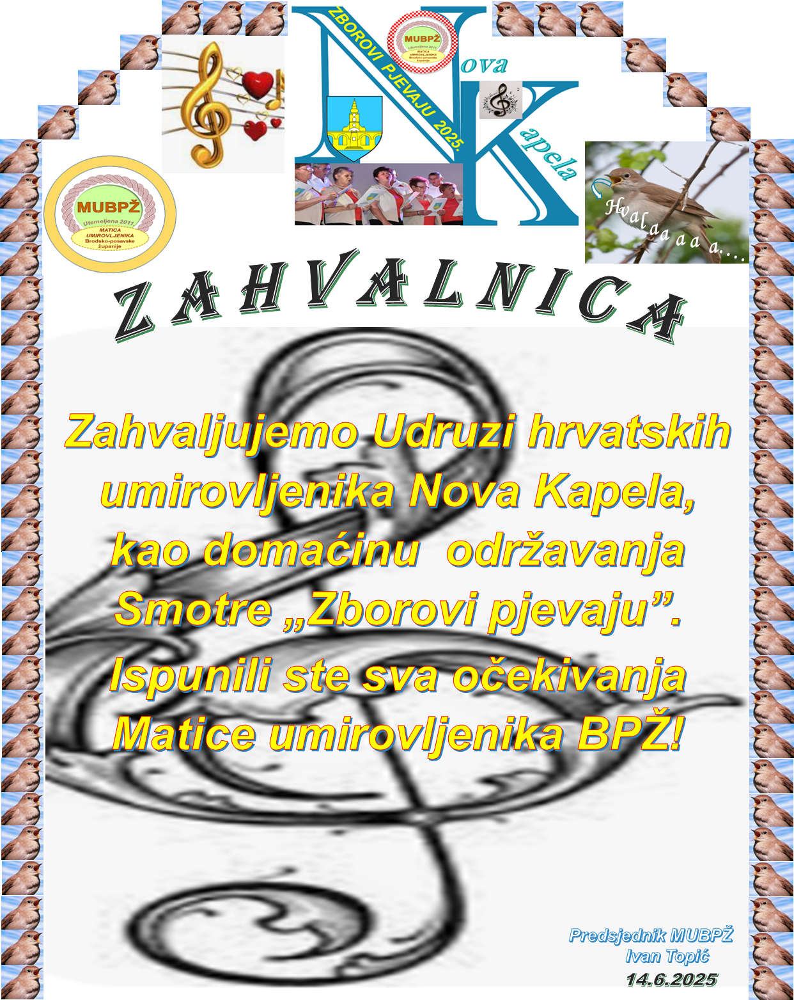 ZBOROVI PJEVAJU 2025.
MUBPŽ
Utemeljena 2011.
MATICA
UMIROVLJENIKA
Brodsko-posavske
županije
Nova
Kapela
MUBPŽ
Utemeljena 2011.
MATICA
UMIROVLJENIKA
Brodsko-posavske
županije
Hvalaaaaa....
ZAHVALNICA
Zahvaljujemo Udruzi hrvatskih
umirovljenika Nova Kapela,
kao domaćinu održavanja
Smotre „Zborovi pjevaju”.
Ispunili ste sva očekivanja
Matice umirovljenika BPŽ!
Predsjednik MUBPŽ
Ivan Topić
14.6.2025